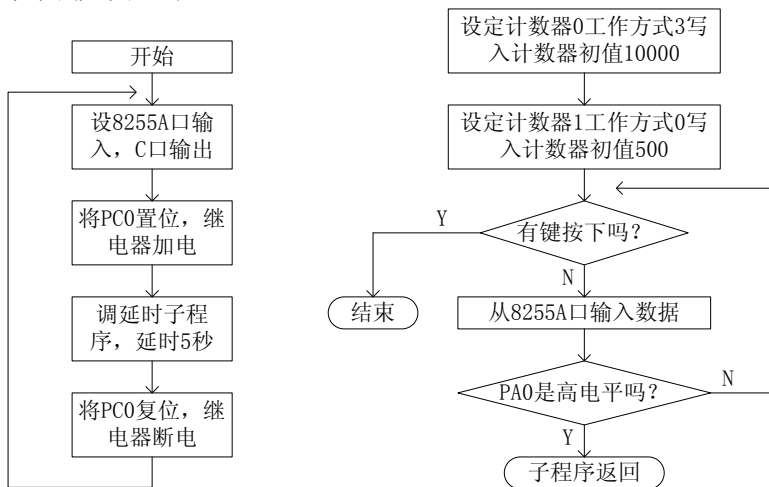 开始
设8255A口输
入，C口输出
将PC0置位，继
电器加电
调延时子程
序，延时5秒
将PC0复位，继
电器断电
设定计数器0工作方式3写
入计数器初值10000
设定计数器1工作方式0写
入计数器初值500
有键按下吗？
Y
N
结束
从8255A口输入数据
PA0是高电平吗？
N
Y
子程序返回